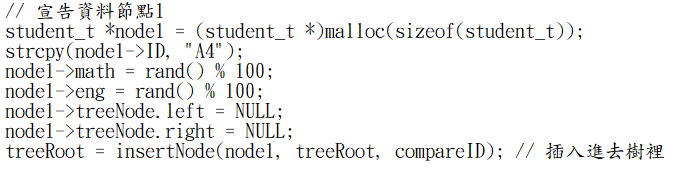 // 宣告資料節點1
student_t *node1 = (student_t *)malloc(sizeof(student_t));
strcpy(node1->ID, "A4");
node1->math = rand() % 100;
node1->eng = rand() % 100;
node1->treeNode.left = NULL;
node1->treeNode.right = NULL;
treeRoot = insertNode(node1, treeRoot, compareID); // 插入進去樹裡